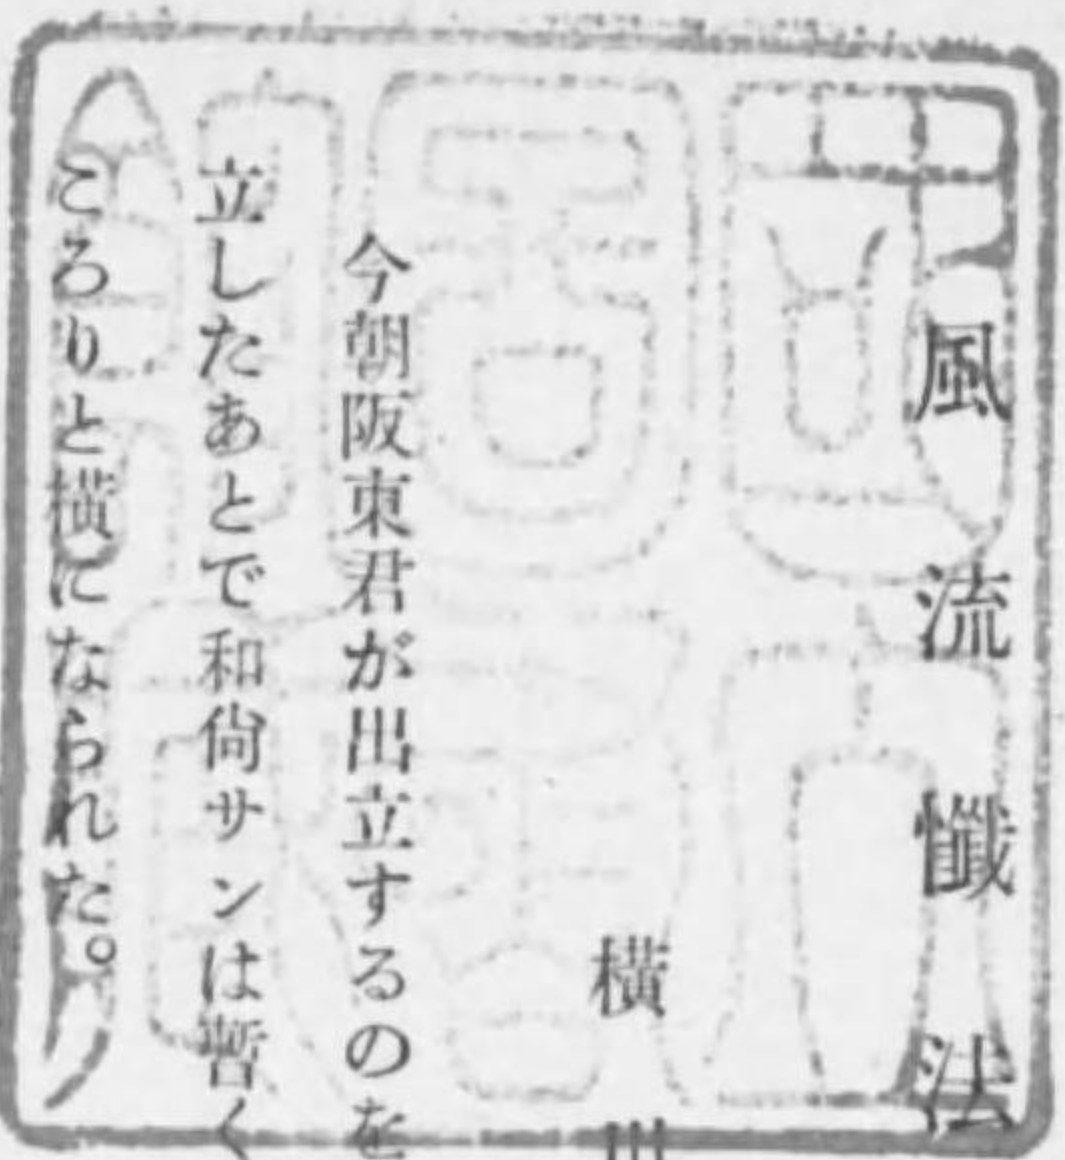 風流懺法
横川
今朝阪東君が出立するのを
立したあとで和尙サンは暫く
ころりと横になられた。